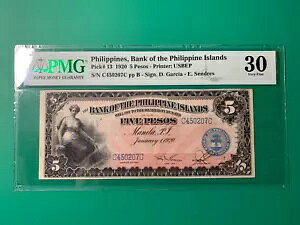 PMG
PAPER MONEY GUARANTY
Philippines, Bank of the Philippine Islands
Pick# 13 1920 5 Pesos - Printer: USBEP
S/N C450207C pp B - Sign. D. Garcia - E. Sendres
30
Very Fine
BANK OF THE PHILIPPINE ISLANDS
5
5
FIVE PESOS
C450207C
Manila, P.I.
January 1, 1920
C450207C